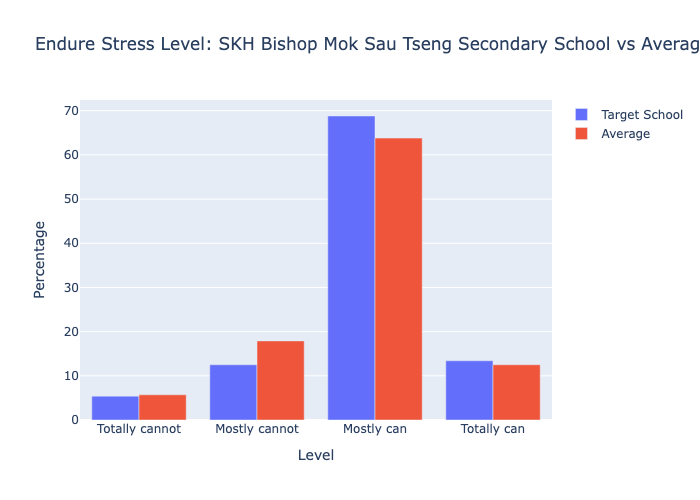 Endure Stress Level: SKH Bishop Mok Sau Tseng Secondary School vs Averag
70
60
50
40
30
20
10
0
Percentage
Totally cannot Mostly cannot Mostly can Totally can
Level
Target School
Average